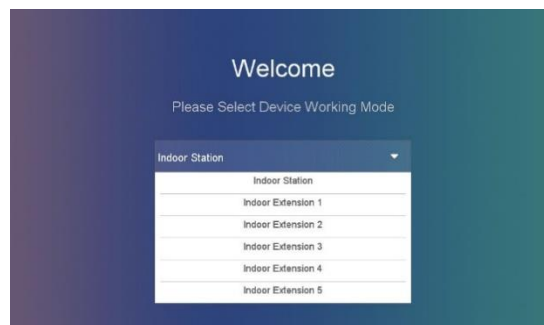 Welcome
Please Select Device Working Mode
Indoor Station
Indoor Station
Indoor Extension 1
Indoor Extension 2
Indoor Extension 3
Indoor Extension 4
Indoor Extension 5